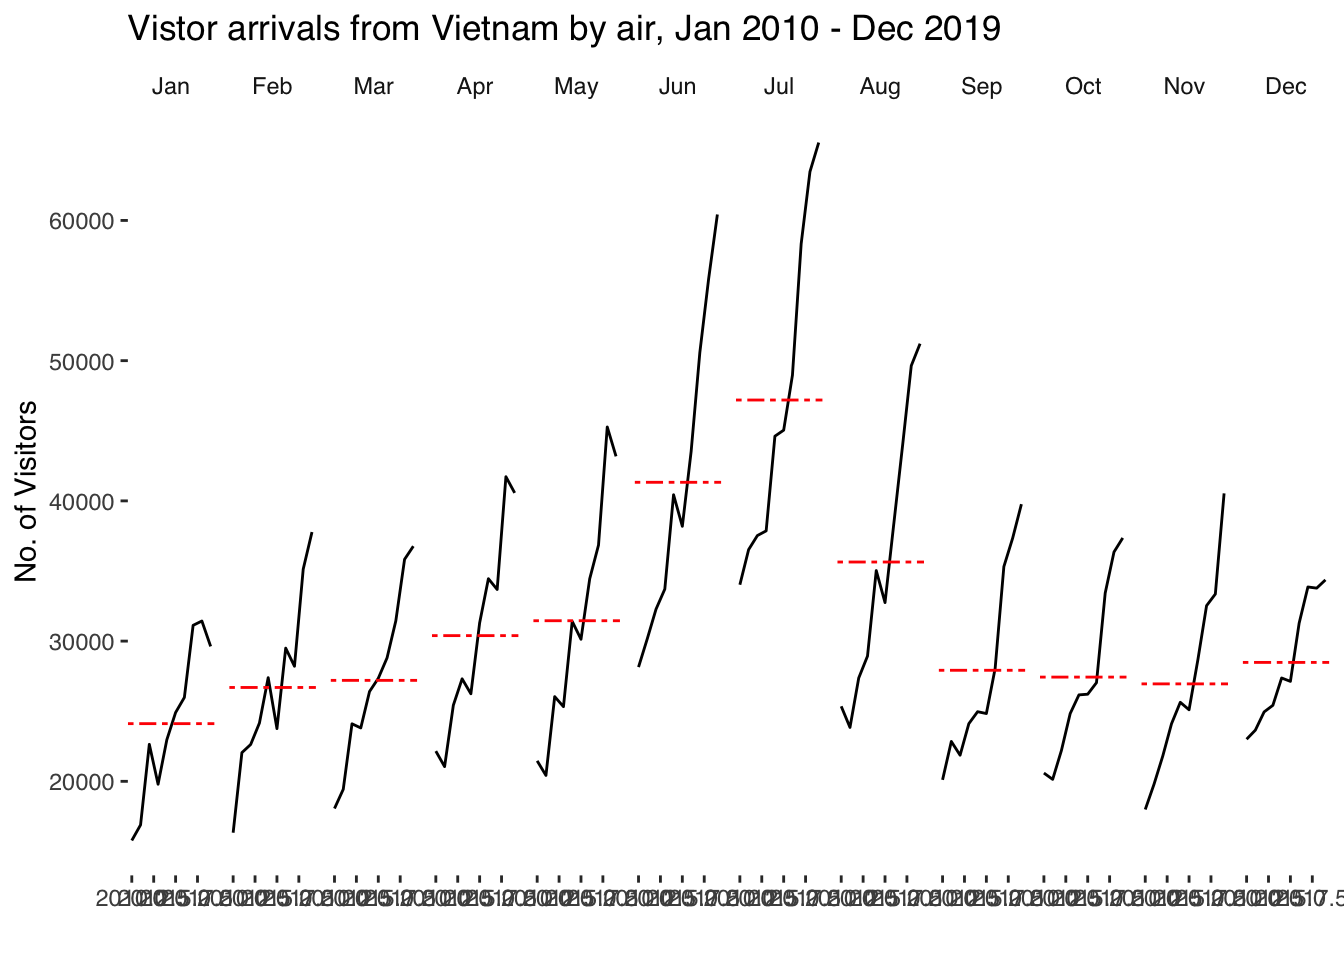 Vistor arrivals from Vietnam by air, Jan 2010 - Dec 2019
Jan Feb Mar Apr May Jun Jul Aug Sep Oct Nov Dec
60000
50000
40000
30000
20000
No. of Visitors